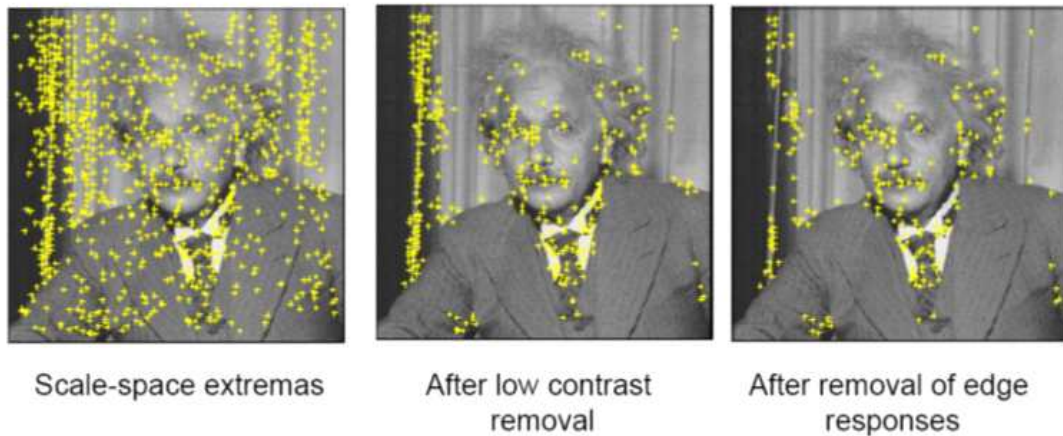 Scale-space extremas
After low contrast
removal
After removal of edge
responses